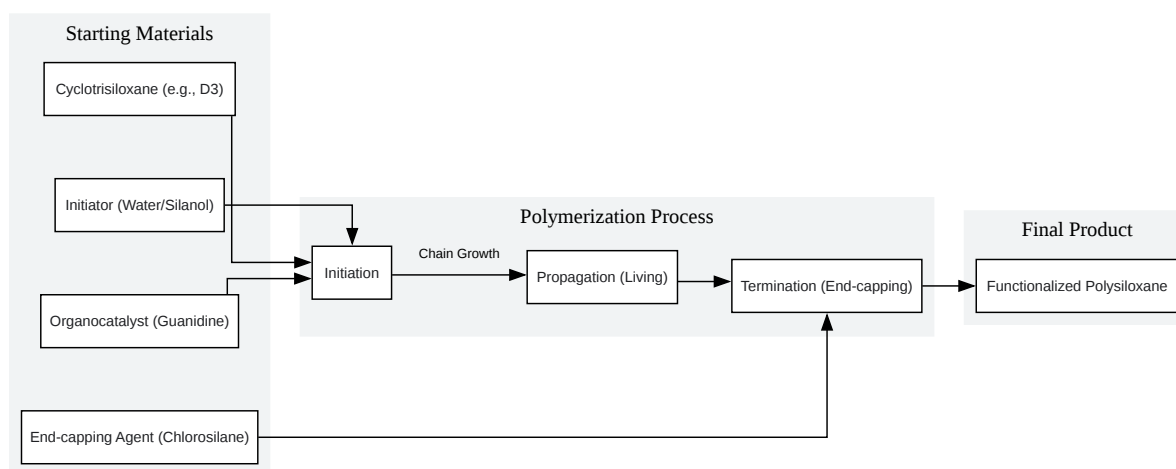 Starting Materials
Cyclotrisiloxane (e.g., D3)
Initiator (Water/Silanol)
Organocatalyst (Guanidine)
End-capping Agent (Chlorosilane)
Polymerization Process
Initiation
Chain Growth
Propagation (Living)
Termination (End-capping)
Final Product
Functionalized Polysiloxane